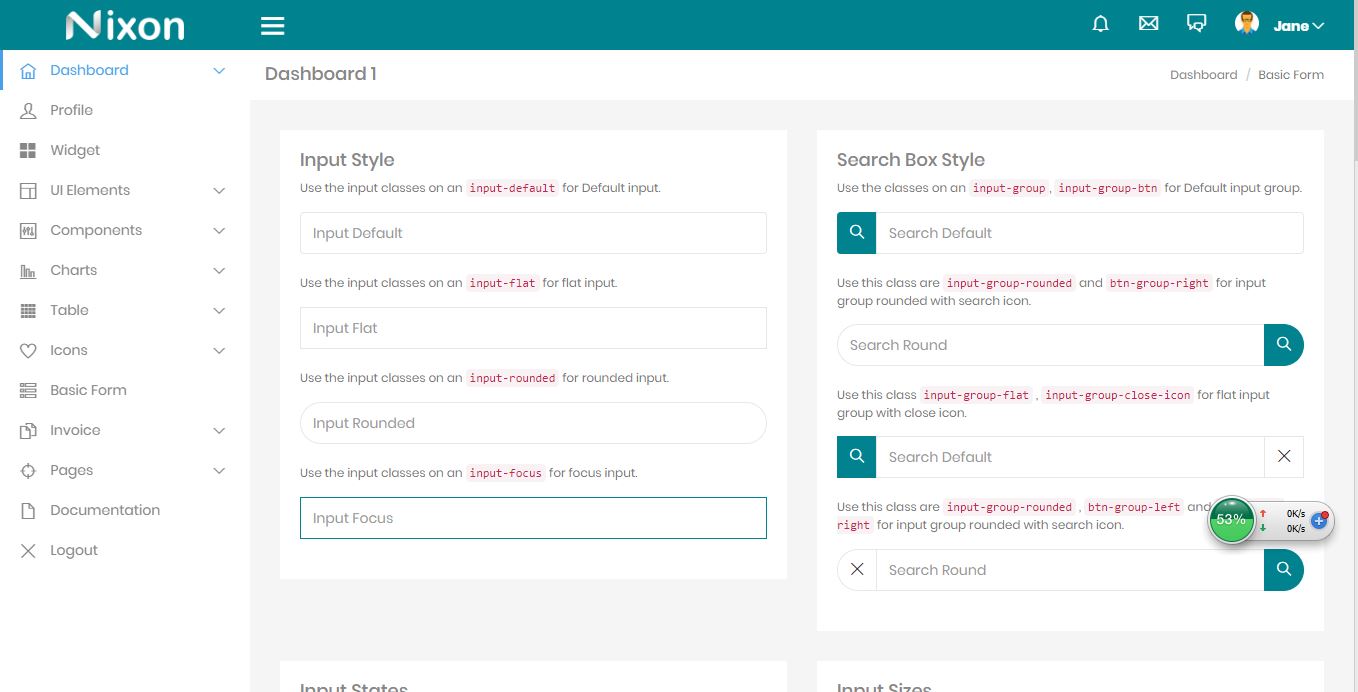 Nixon
Jane
Dashboard
Profile
Widget
UI Elements
Components
Charts
Table
Icons
Basic Form
Invoice
Pages
Documentation
Logout
Dashboard 1
Dashboard / Basic Form
Input Style
Use the input classes on an input-default for Default input.
Input Default
Use the input classes on an input-flat for flat input.
Input Flat
Use the input classes on an input-rounded for rounded input.
Input Rounded
Use the input classes on an input-focus for focus input.
Input Focus
Search Box Style
Use the classes on an input-group , input-group-btn for Default input group.
Search Default
Use this class are input-group-rounded and btn-group-right for input
group rounded with search icon.
Search Round
Use this class input-group-flat , input-group-close-icon for flat input
group with close icon.
Search Default
Use this class are input-group-rounded , btn-group-left and
right for input group rounded with search icon.
Search Round
53%
0K/s
0K/s
Input States
Input Sizes